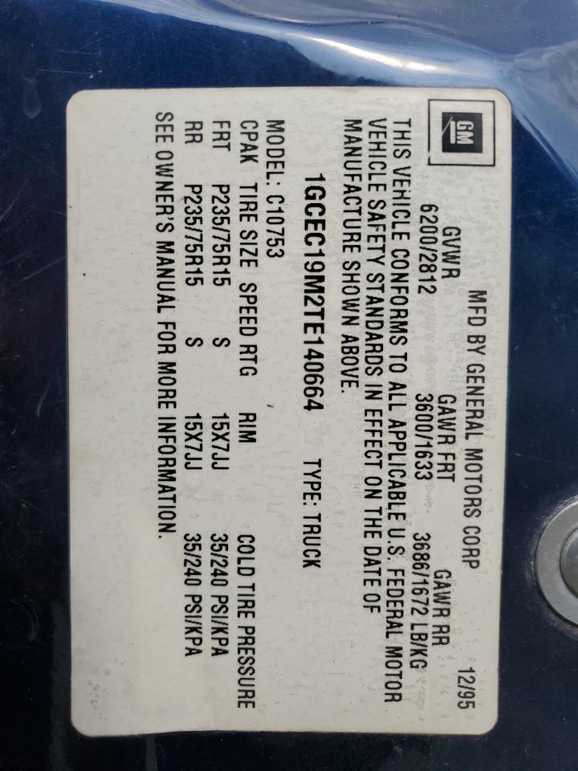 GM
MFD BY GENERAL MOTORS CORP 12/95
GVWR GAWR FRT GAWR RR
6200/2812 3600/1633 3686/1672 LB/KG
THIS VEHICLE CONFORMS TO ALL APPLICABLE U.S. FEDERAL MOTOR
VEHICLE SAFETY STANDARDS IN EFFECT ON THE DATE OF
MANUFACTURE SHOWN ABOVE.
1GCEC19M2TE140664 TYPE: TRUCK
MODEL: C10753
CPAK TIRE SIZE SPEED RTG RIM COLD TIRE PRESSURE
FRT P235/75R15 S 15X7JJ 35/240 PSI/KPA
RR P235/75R15 S 15X7JJ 35/240 PSI/KPA
SEE OWNER'S MANUAL FOR MORE INFORMATION.